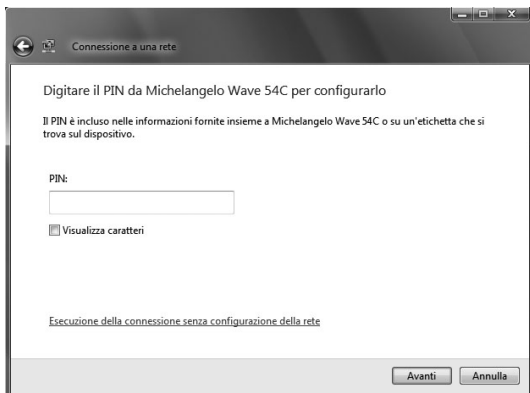 Connessione a una rete
Digitare il PIN da Michelangelo Wave 54C per configurarlo
Il PIN è incluso nelle informazioni fornite insieme a Michelangelo Wave 54C o su un'etichetta che si
trova sul dispositivo.
PIN:
Visualizza caratteri
Esecuzione della connessione senza configurazione della rete
Avanti
Annulla